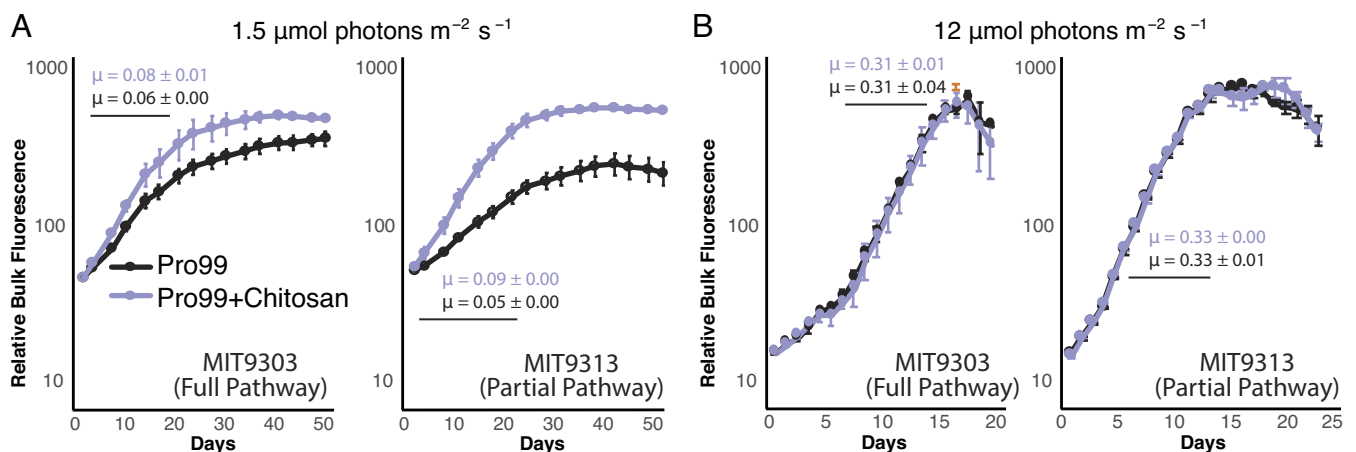 A
1.5 µmol photons m⁻² s⁻¹
Relative Bulk Fluorescence
1000
100
10
μ = 0.08 ± 0.01
μ = 0.06 ± 0.00
Pro99
Pro99+Chitosan
MIT9303
(Full Pathway)
0 10 20 30 40 50
Days
1000
100
10
μ = 0.09 ± 0.00
μ = 0.05 ± 0.00
MIT9313
(Partial Pathway)
0 10 20 30 40 50
Days
B
12 µmol photons m⁻² s⁻¹
Relative Bulk Fluorescence
1000
100
10
μ = 0.31 ± 0.01
μ = 0.31 ± 0.04
MIT9303
(Full Pathway)
0 5 10 15 20
Days
1000
100
10
μ = 0.33 ± 0.00
μ = 0.33 ± 0.01
MIT9313
(Partial Pathway)
0 5 10 15 20 25
Days